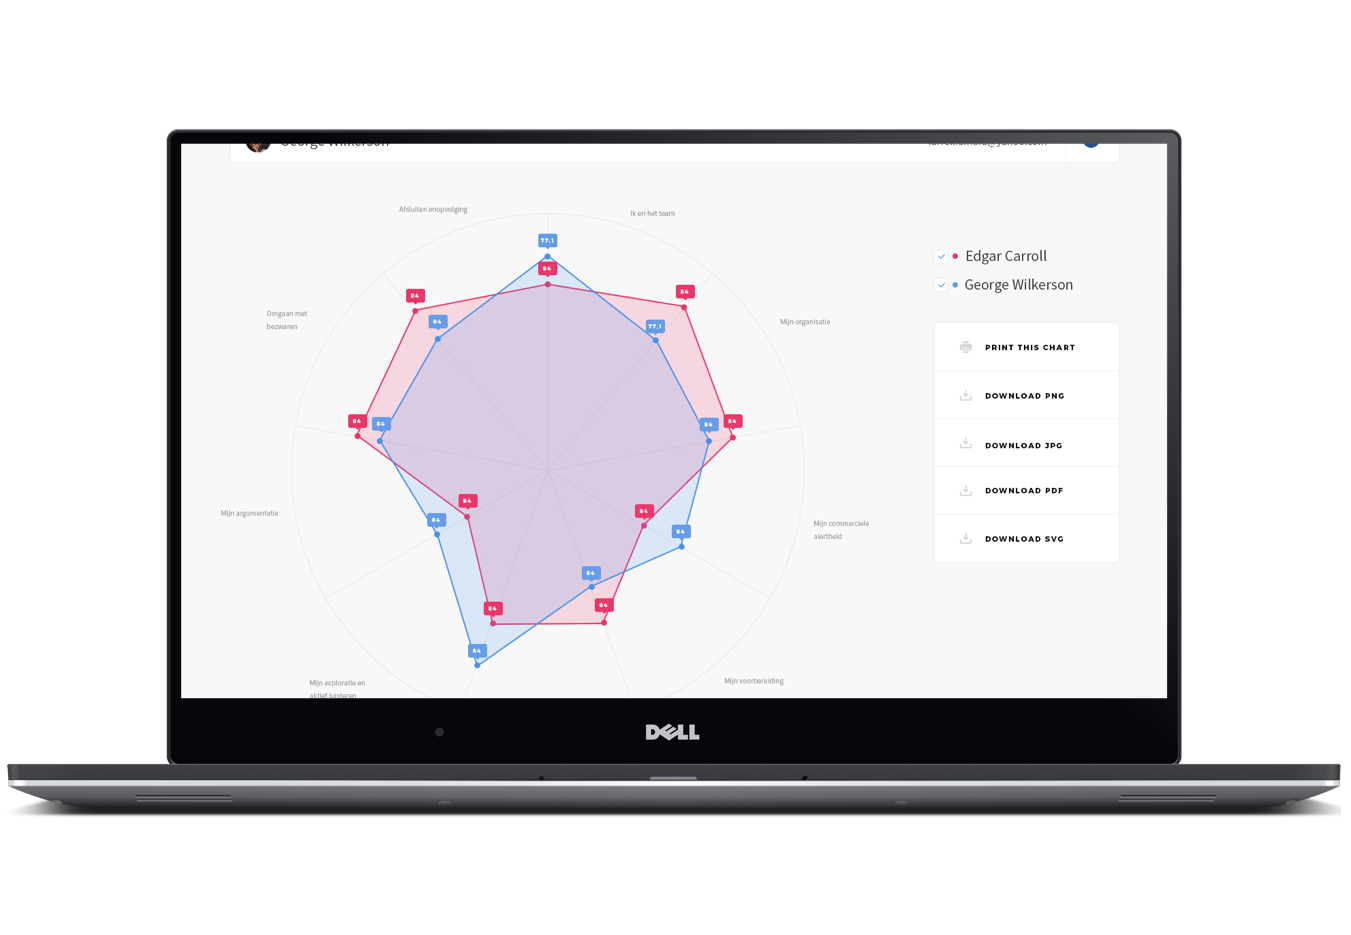 George Wilkerson
Afsluiten enopvolging
Ik en het team
77,1
84
84
84
84
77,1
Omgaan met
bezwaren
Mijn organisatie
84
84
84
84
84
84
84
84
Mijn argumentatie
Mijn commerciele
alertheid
84
84
84
84
84
Mijn exploratie en
aktief luisteren
Mijn voorbereiding
Edgar Carroll
George Wilkerson
PRINT THIS CHART
DOWNLOAD PNG
DOWNLOAD JPG
DOWNLOAD PDF
DOWNLOAD SVG
DELL